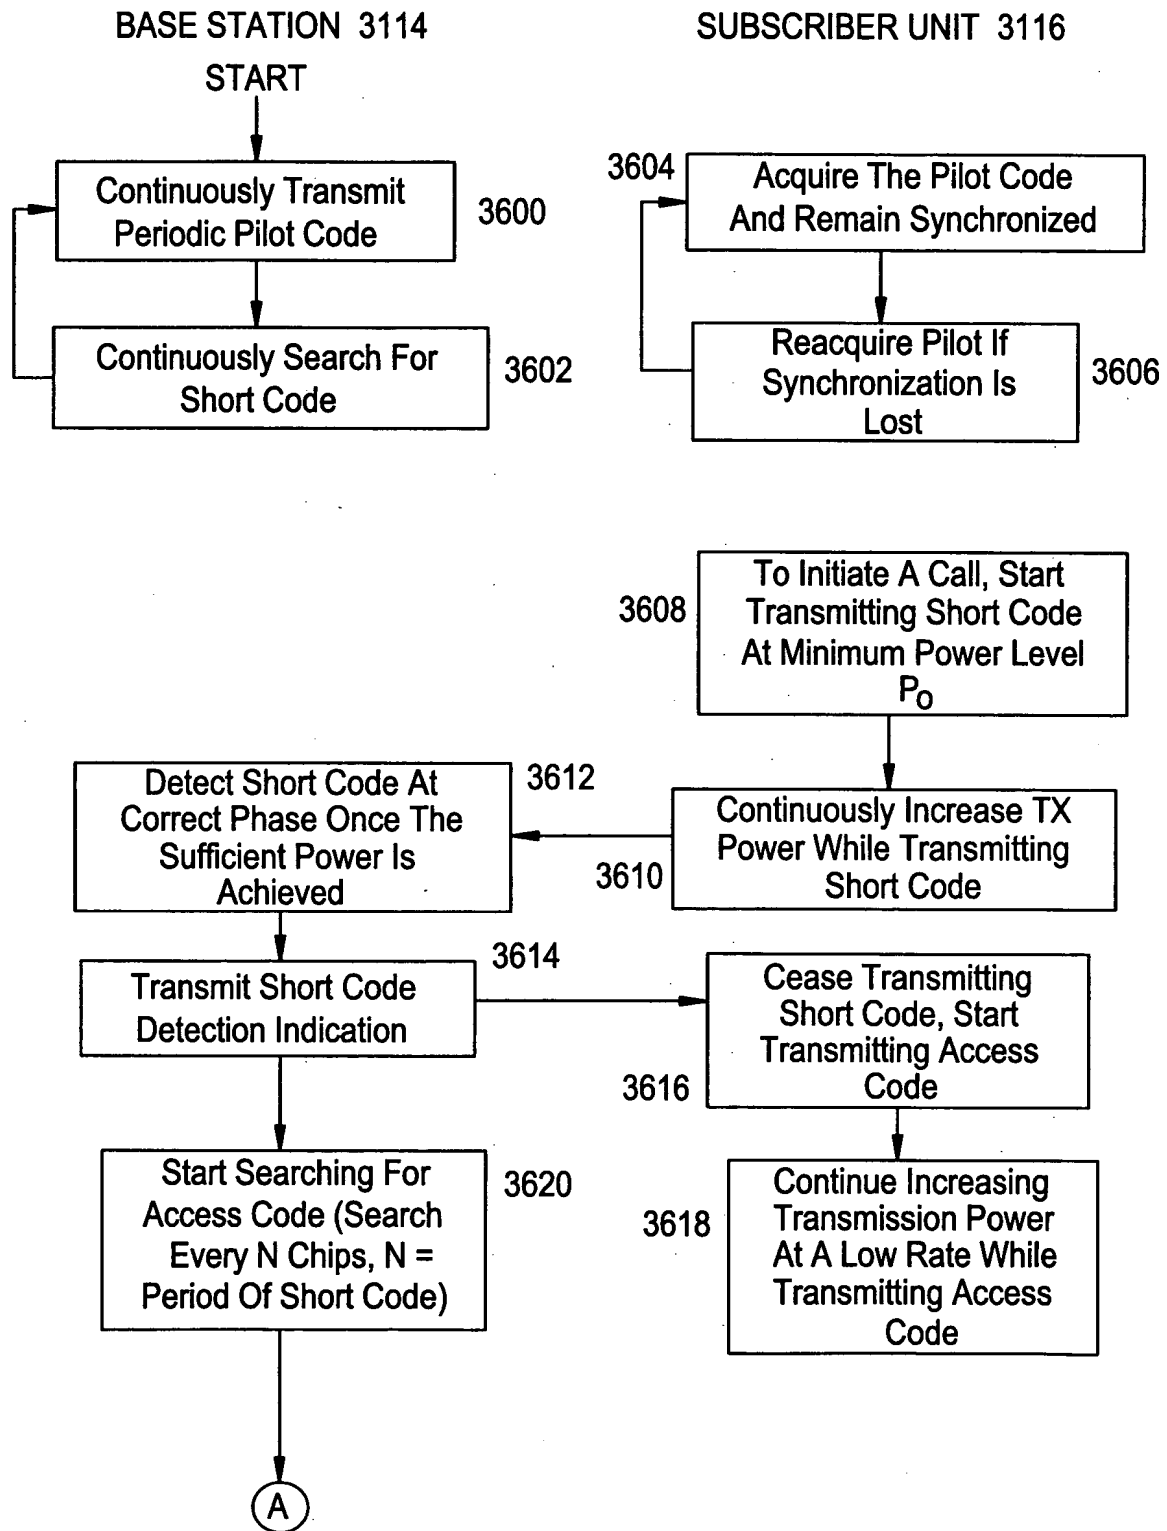 BASE STATION 3114
SUBSCRIBER UNIT 3116
START
Continuously Transmit
Periodic Pilot Code
3600
3604
Acquire The Pilot Code
And Remain Synchronized
Continuously Search For
Short Code
3602
Reacquire Pilot If
Synchronization Is
Lost
3606
3608
To Initiate A Call, Start
Transmitting Short Code
At Minimum Power Level
Po
Detect Short Code At
Correct Phase Once The
Sufficient Power Is
Achieved
3612
3610
Continuously Increase TX
Power While Transmitting
Short Code
Transmit Short Code
Detection Indication
3614
Cease Transmitting
Short Code, Start
Transmitting Access
Code
3616
Start Searching For
Access Code (Search
Every N Chips, N =
Period Of Short Code)
3620
3618
Continue Increasing
Transmission Power
At A Low Rate While
Transmitting Access
Code
A